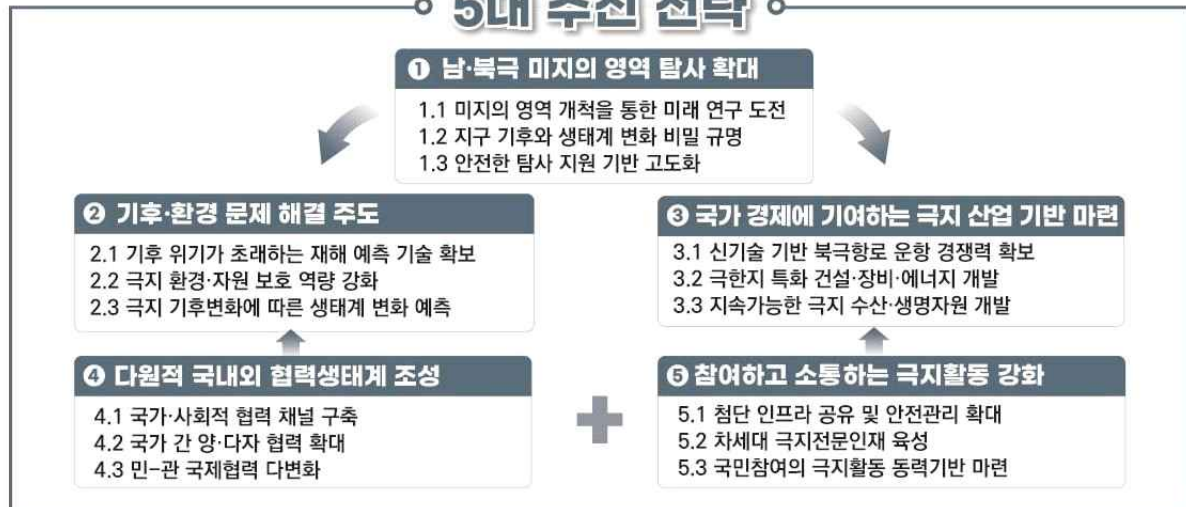 5대 추진 전략
❶ 남·북극 미지의 영역 탐사 확대
1.1 미지의 영역 개척을 통한 미래 연구 도전
1.2 지구 기후와 생태계 변화 비밀 규명
1.3 안전한 탐사 지원 기반 고도화
❷ 기후·환경 문제 해결 주도
2.1 기후 위기가 초래하는 재해 예측 기술 확보
2.2 극지 환경·자원 보호 역량 강화
2.3 극지 기후변화에 따른 생태계 변화 예측
❸ 국가 경제에 기여하는 극지 산업 기반 마련
3.1 신기술 기반 북극항로 운항 경쟁력 확보
3.2 극한지 특화 건설·장비·에너지 개발
3.3 지속가능한 극지 수산·생명자원 개발
❹ 다원적 국내외 협력생태계 조성
4.1 국가·사회적 협력 채널 구축
4.2 국가 간 양·다자 협력 확대
4.3 민-관 국제협력 다변화
❺ 참여하고 소통하는 극지활동 강화
5.1 첨단 인프라 공유 및 안전관리 확대
5.2 차세대 극지전문인재 육성
5.3 국민참여의 극지활동 동력기반 마련